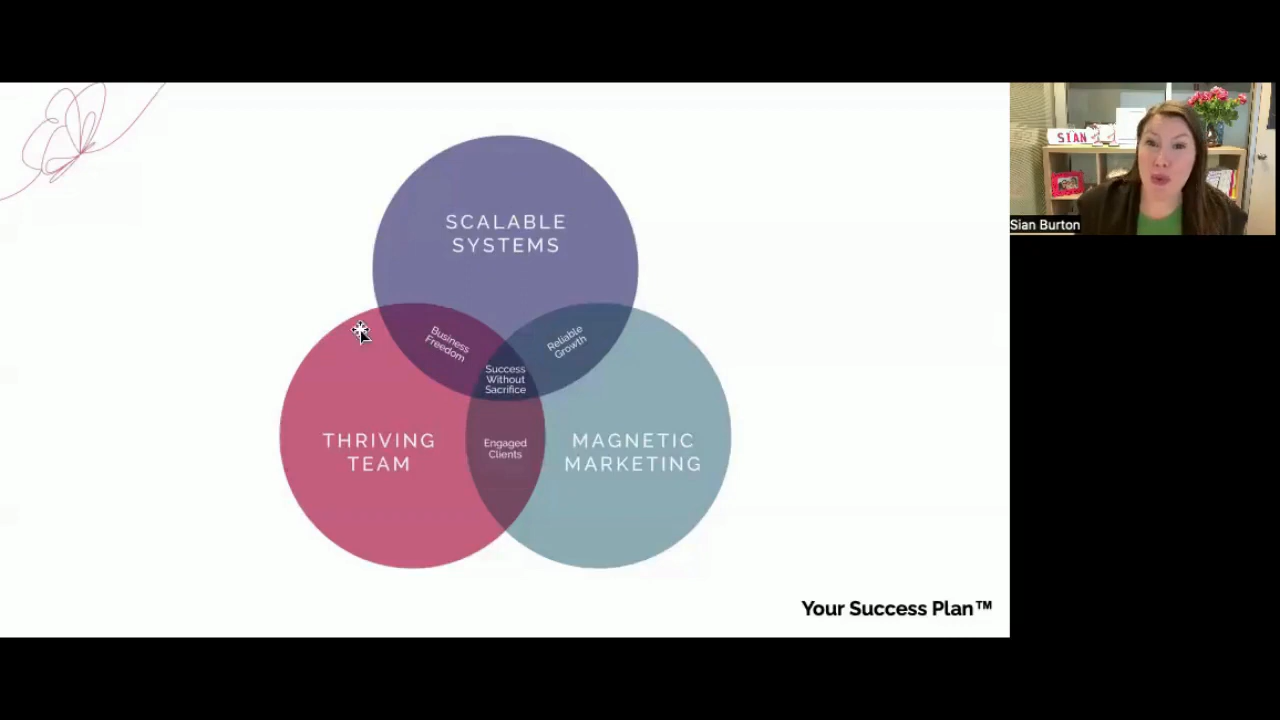 SCALABLE
SYSTEMS
Business
Freedom
Reliable
Growth
Success
Without
Sacrifice
THRIVING
TEAM
Engaged
Clients
MAGNETIC
MARKETING
Your Success Plan™
SIAN
Sian Burton